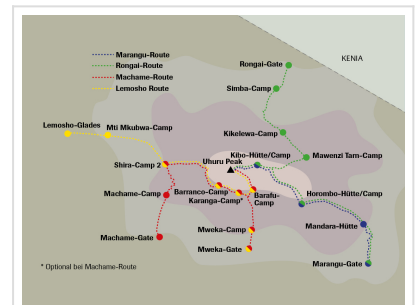 Marangu-Route
Rongai-Route
Machame-Route
Lemosho Route
KENIA
Rongai-Gate
Simba-Camp
Lemosho-Glades
Mti Mkubwa-Camp
Kikelewa-Camp
Uhuru Peak
Kibo-Hütte/Camp
Mawenzi Tarn-Camp
Shira-Camp 2
Barranco-Camp
Karanga-Camp*
Barafu-
Camp
Horombo-Hütte/Camp
Machame-Camp
Mandara-Hütte
Mweka-Camp
Machame-Gate
Mweka-Gate
Marangu-Gate
* Optional bei Machame-Route